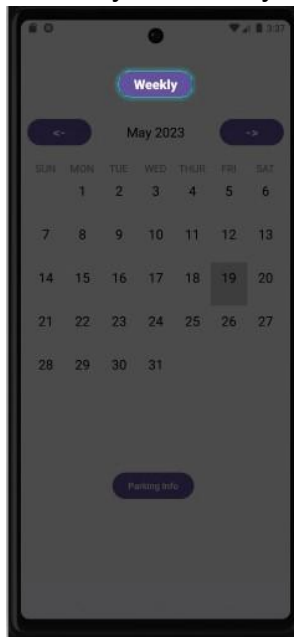 3:37
Weekly
<- May 2023 ->
SUN MON TUE WED THUR FRI SAT
1 2 3 4 5 6
7 8 9 10 11 12 13
14 15 16 17 18 19 20
21 22 23 24 25 26 27
28 29 30 31
Parking Info